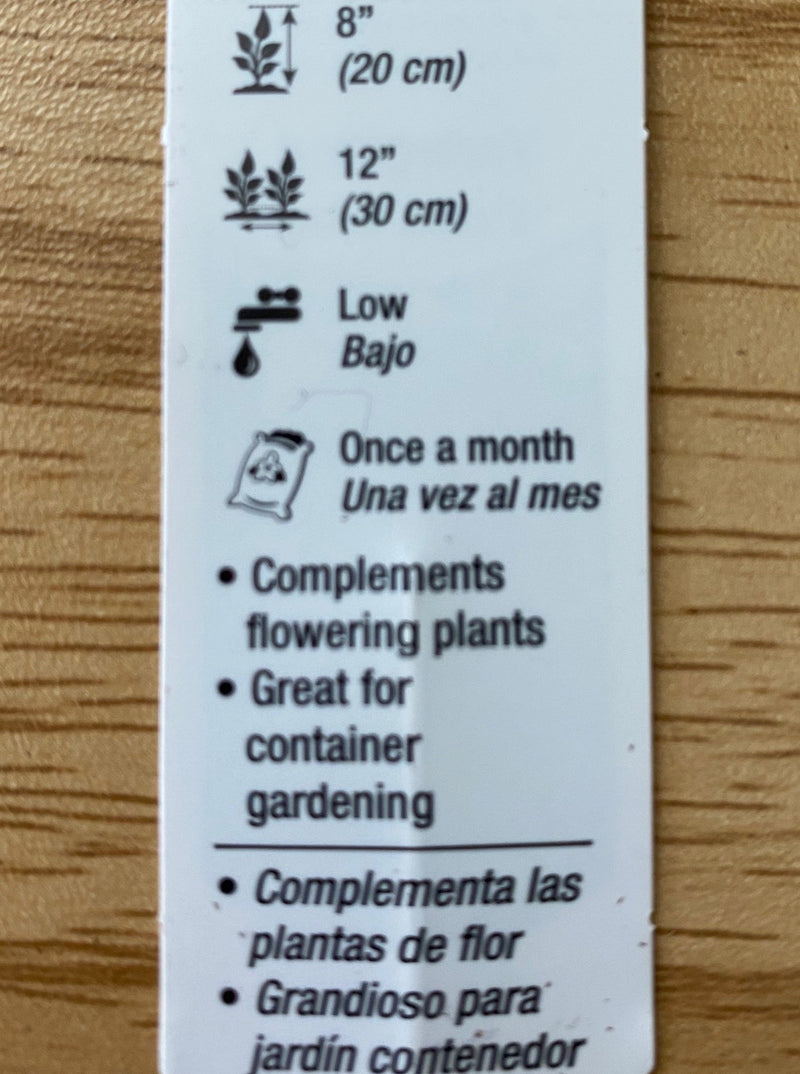 8”
(20 cm)
12”
(30 cm)
Low
Bajo
Once a month
Una vez al mes
• Complements
flowering plants
• Great for
container
gardening
• Complementa las
plantas de flor
• Grandioso para
jardín contenedor